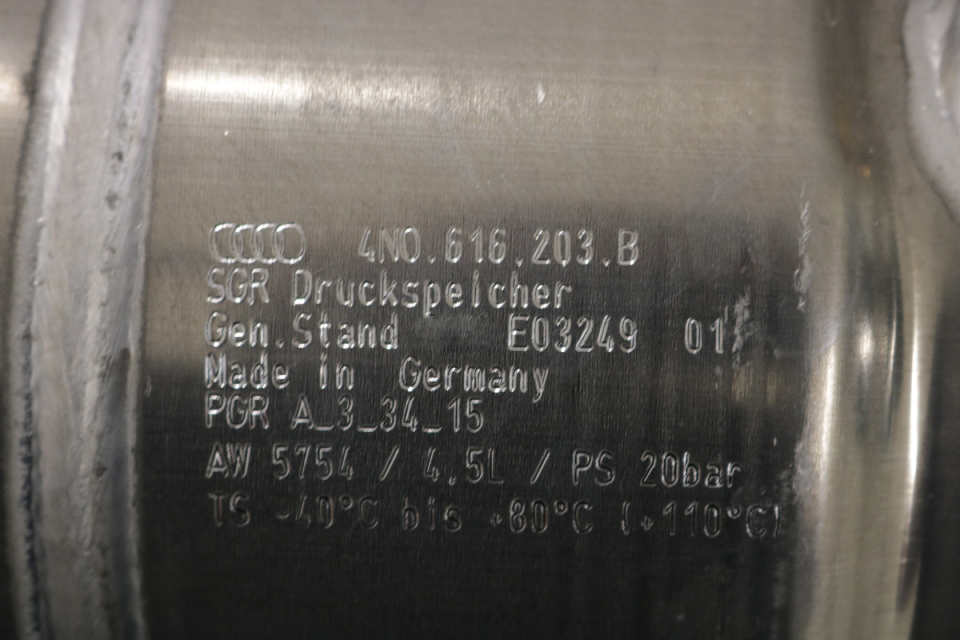 4N0.616.203.B
SGR Druckspeicher
Gen.Stand E03249 01
Made in Germany
PGR A_3_34_15
AW 5754 / 4.5L / PS 20bar
TS -40°C bis +80°C (+110°C)